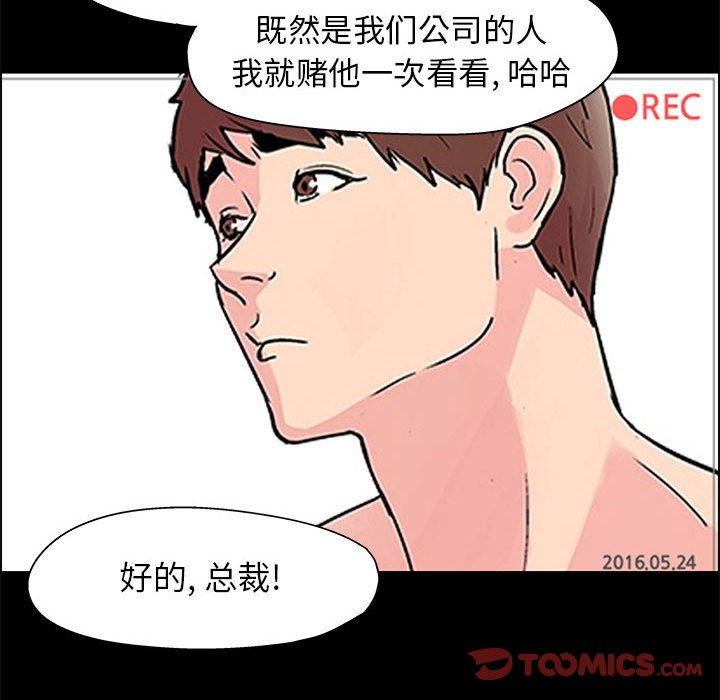 既然是我们公司的人
我就赌他一次看看, 哈哈
●REC
2016.05.24
好的, 总裁!
TOOMICS.COM